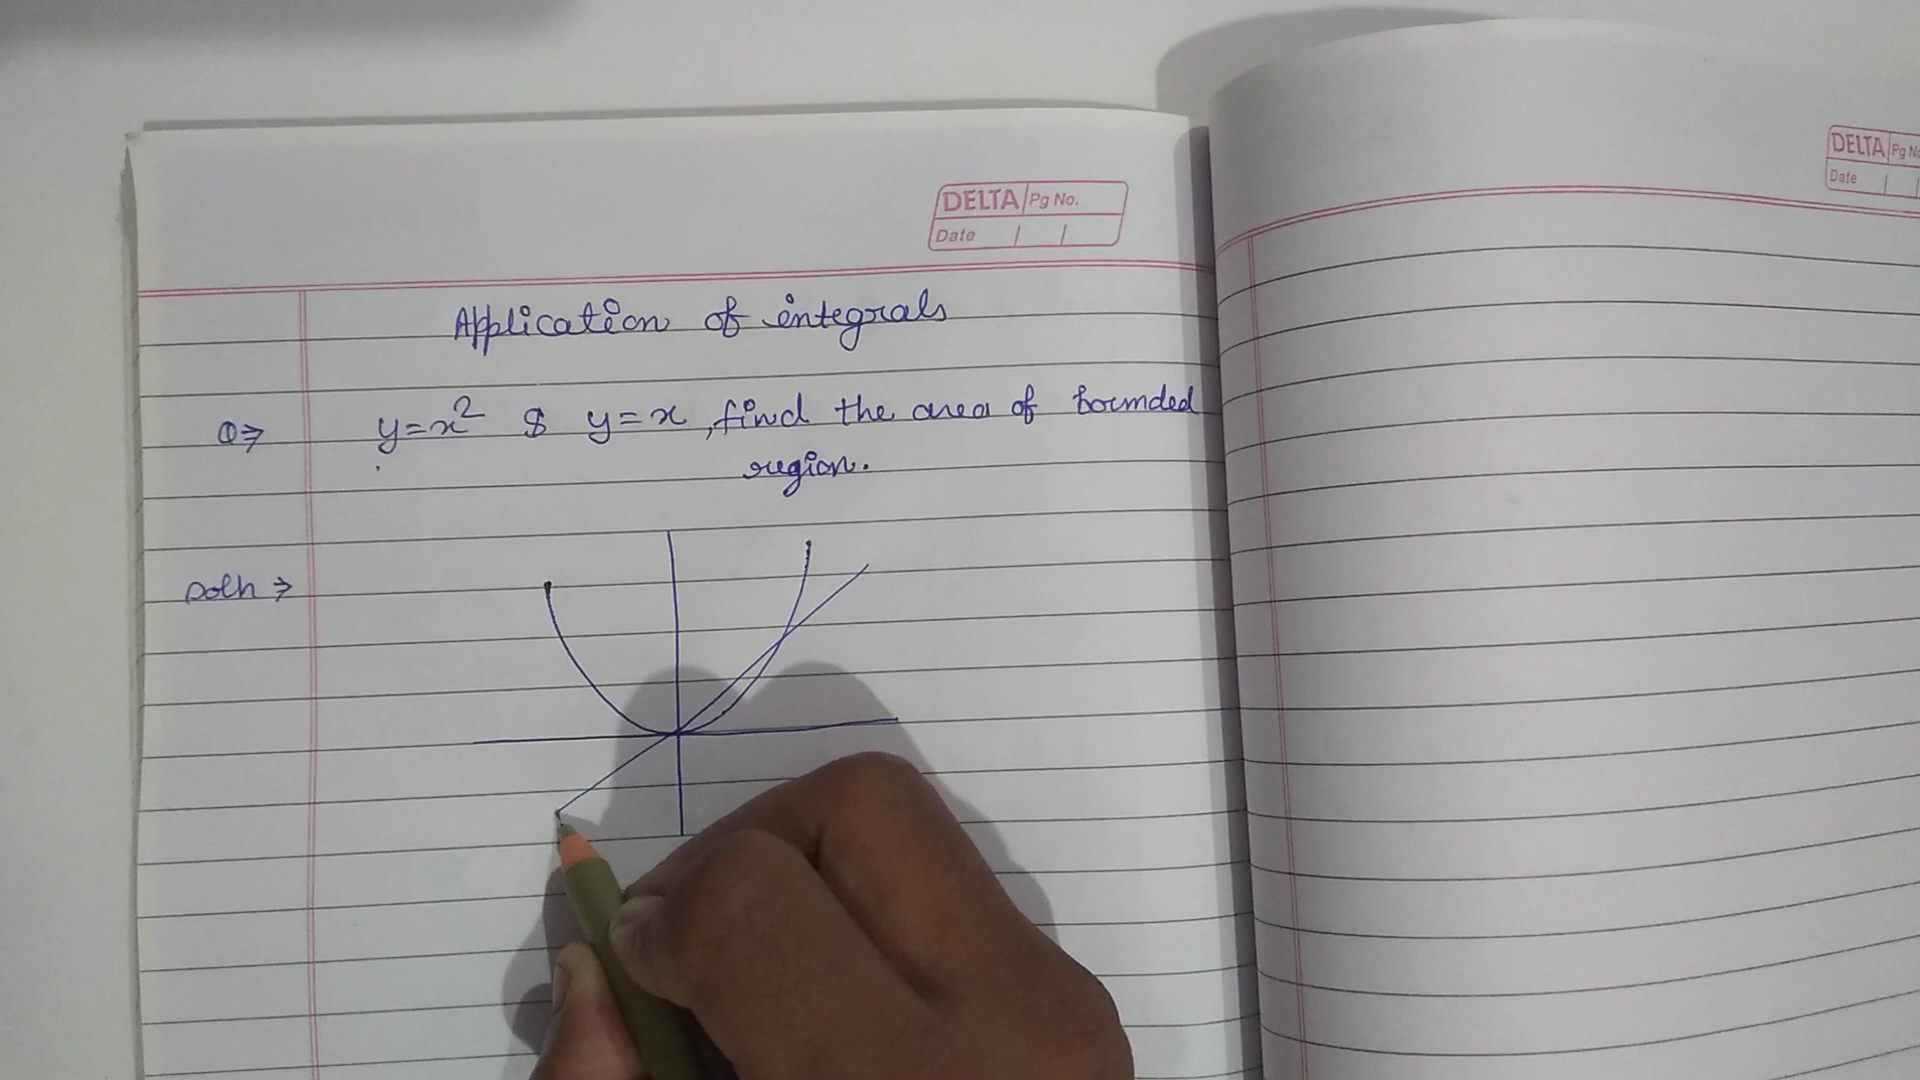 DELTA Pg No.
Date
DELTA Pg No
Date
Application of integrals
Q⇒ y=x² & y=x, find the area of bounded
region.
Soln ⇒